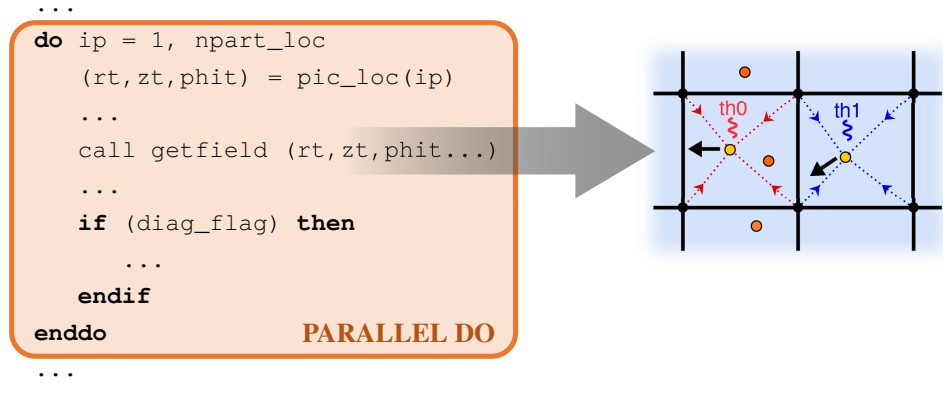 ...
do ip = 1, npart_loc
(rt,zt,phit) = pic_loc(ip)
...
call getfield (rt,zt,phit...)
...
if (diag_flag) then
...
endif
enddo PARALLEL DO
...
th0 th1